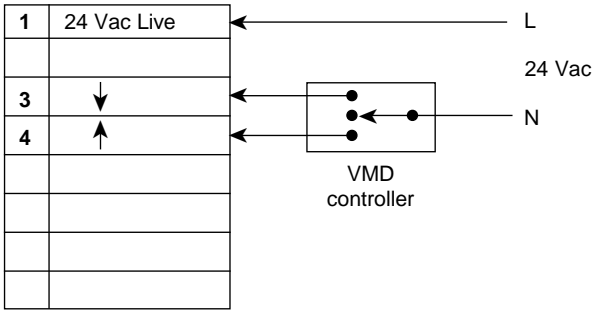 1 24 Vac Live L
24 Vac
3 ↓
N
4 ↑
VMD
controller